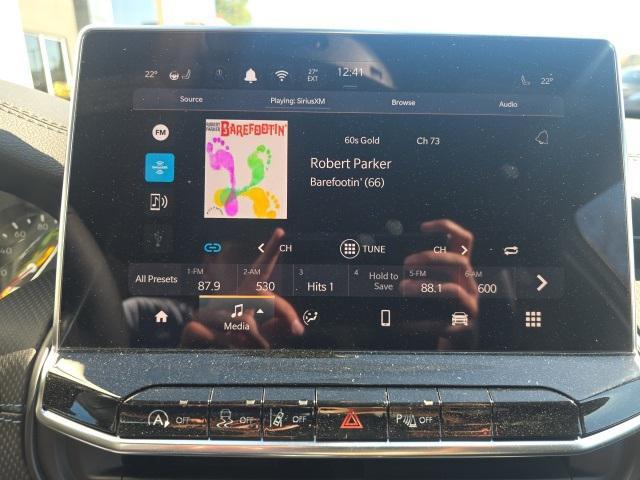 22° 27° EXT 12:41 22°
Source Playing: SiriusXM Browse Audio
FM
ROBERT PARKER BAREFOOTIN'
60s Gold Ch 73
Robert Parker
Barefootin' (66)
CH TUNE CH
All Presets 1-FM 87.9 2-AM 530 3 Hits 1 4 Hold to Save 5-FM 88.1 6-AM 600
Media
80
A OFF OFF OFF P OFF